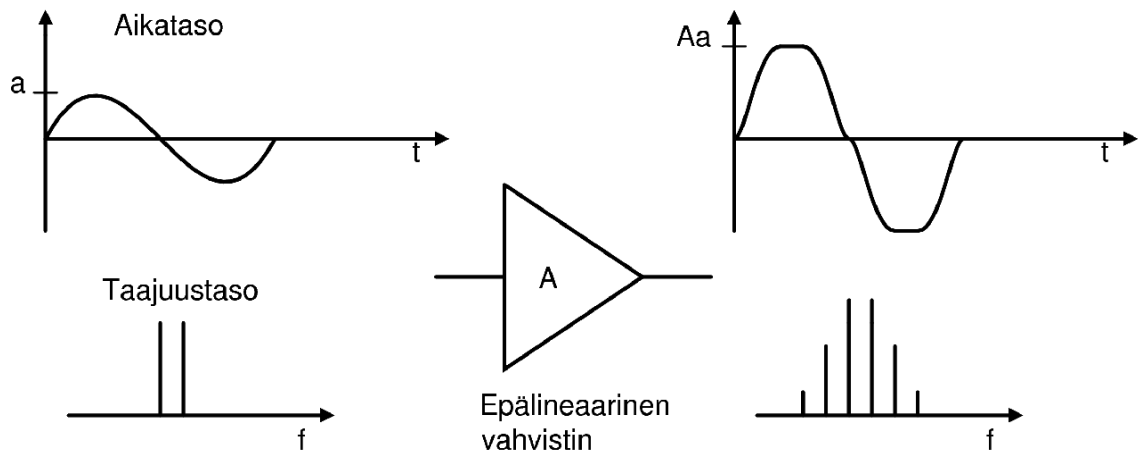 Aikataso
a
t
Aa
t
A
Taajuustaso
f
Epälineaarinen
vahvistin
f